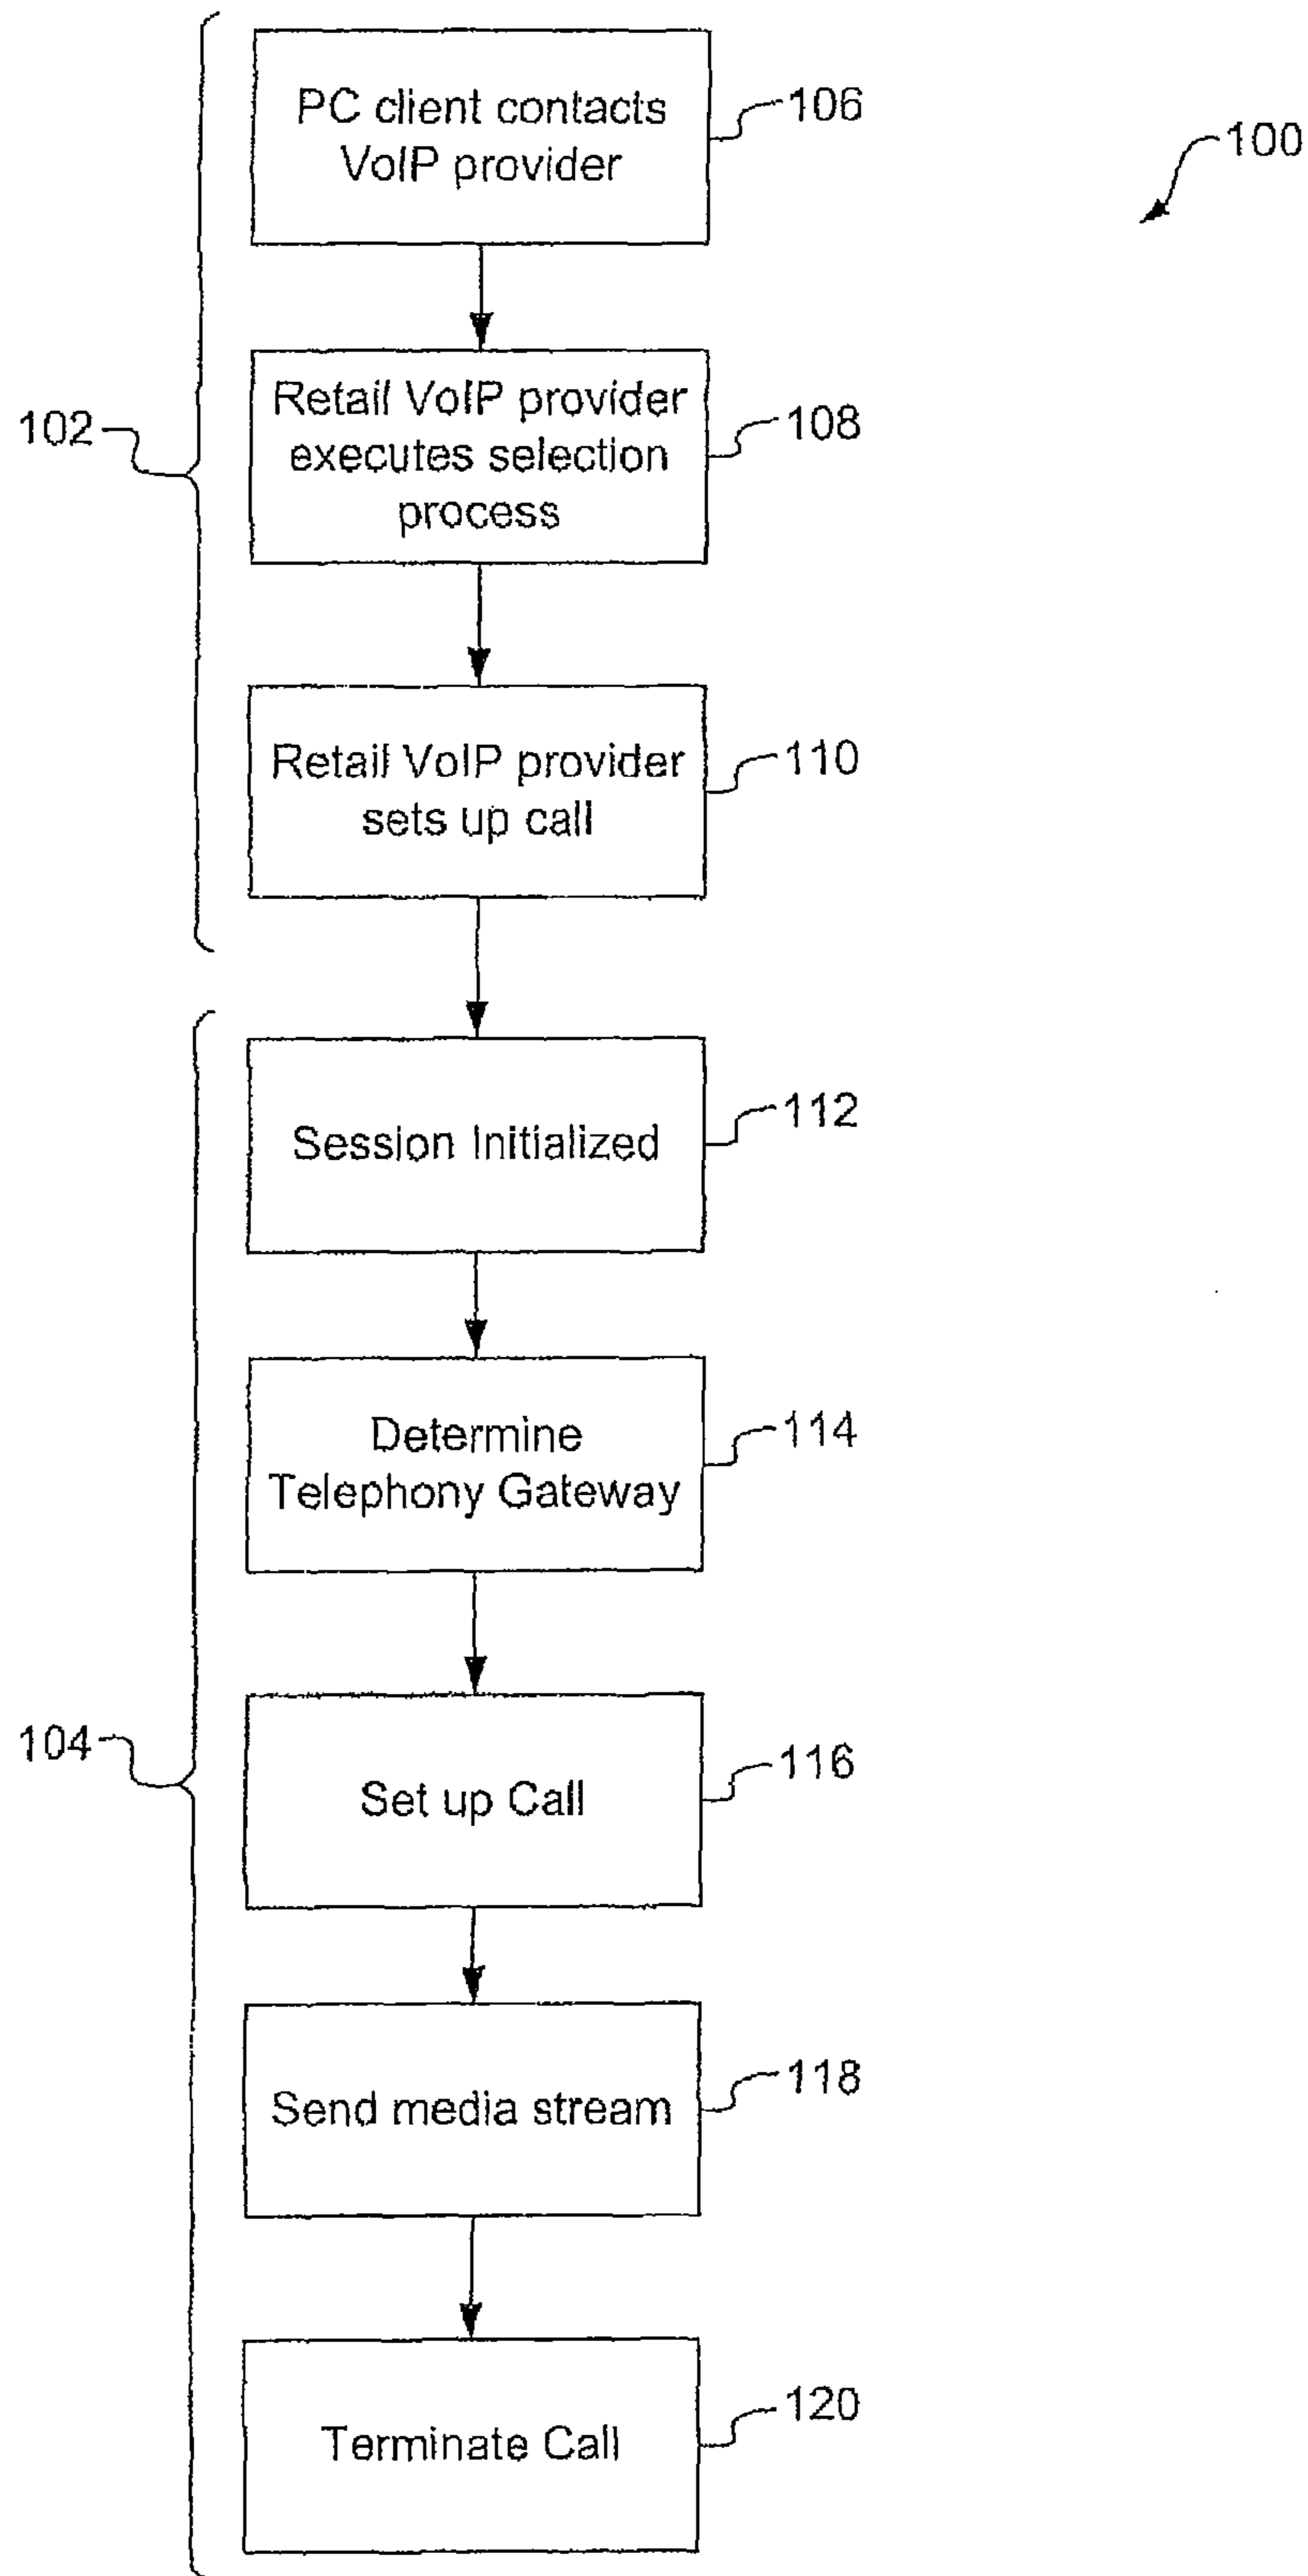 PC client contacts
VoIP provider
106
100
Retail VoIP provider
executes selection
process
108
102
Retail VoIP provider
sets up call
110
Session Initialized
112
Determine
Telephony Gateway
114
104
Set up Call
116
Send media stream
118
Terminate Call
120